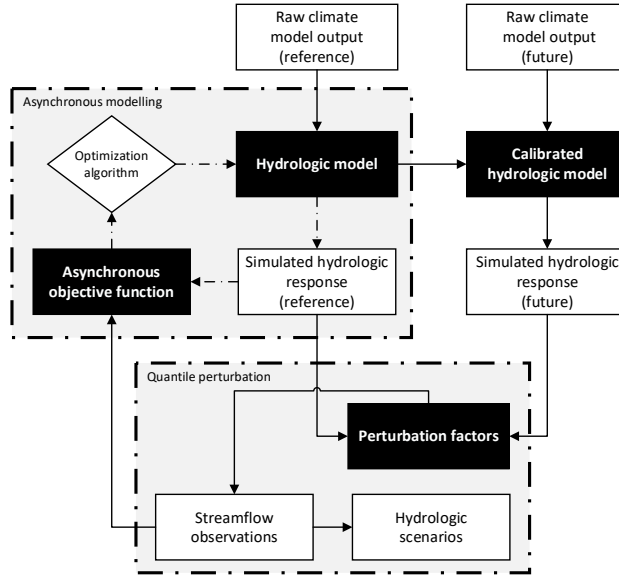 Raw climate
model output
(reference)
Raw climate
model output
(future)
Asynchronous modelling
Optimization
algorithm
Hydrologic model
Calibrated
hydrologic model
Asynchronous
objective function
Simulated hydrologic
response
(reference)
Simulated hydrologic
response
(future)
Quantile perturbation
Perturbation factors
Streamflow
observations
Hydrologic
scenarios